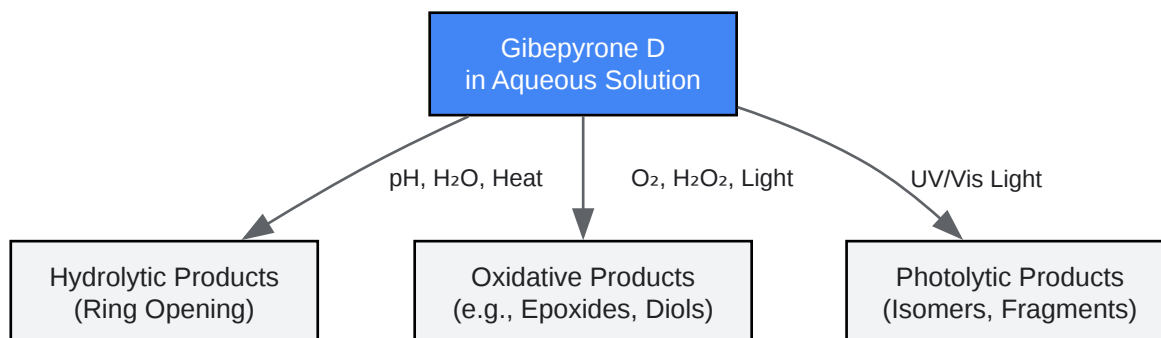 Gibepyrone D
in Aqueous Solution
pH, H₂O, Heat
O₂, H₂O₂, Light
UV/Vis Light
Hydrolytic Products
(Ring Opening)
Oxidative Products
(e.g., Epoxides, Diols)
Photolytic Products
(Isomers, Fragments)